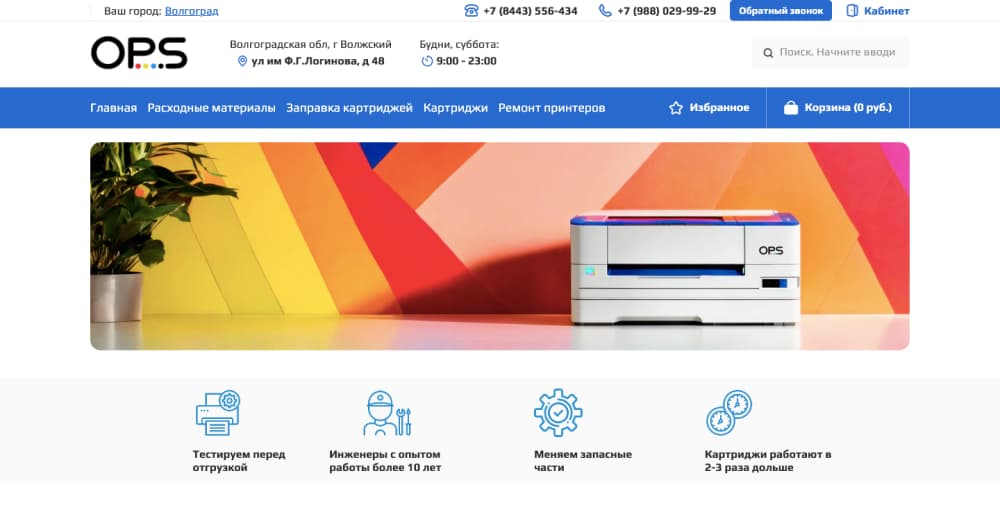 Ваш город: Волгоград
+7 (8443) 556-434
+7 (988) 029-99-29
Обратный звонок
Кабинет
OPS
Волгоградская обл, г Волжский
ул им Ф.Г.Логинова, д 48
Будни, суббота:
9:00 - 23:00
Поиск. Начните вводи
Главная
Расходные материалы
Заправка картриджей
Картриджи
Ремонт принтеров
Избранное
Корзина (0 руб.)
OPS
Тестируем перед
отгрузкой
Инженеры с опытом
работы более 10 лет
Меняем запасные
части
Картриджи работают в
2-3 раза дольше